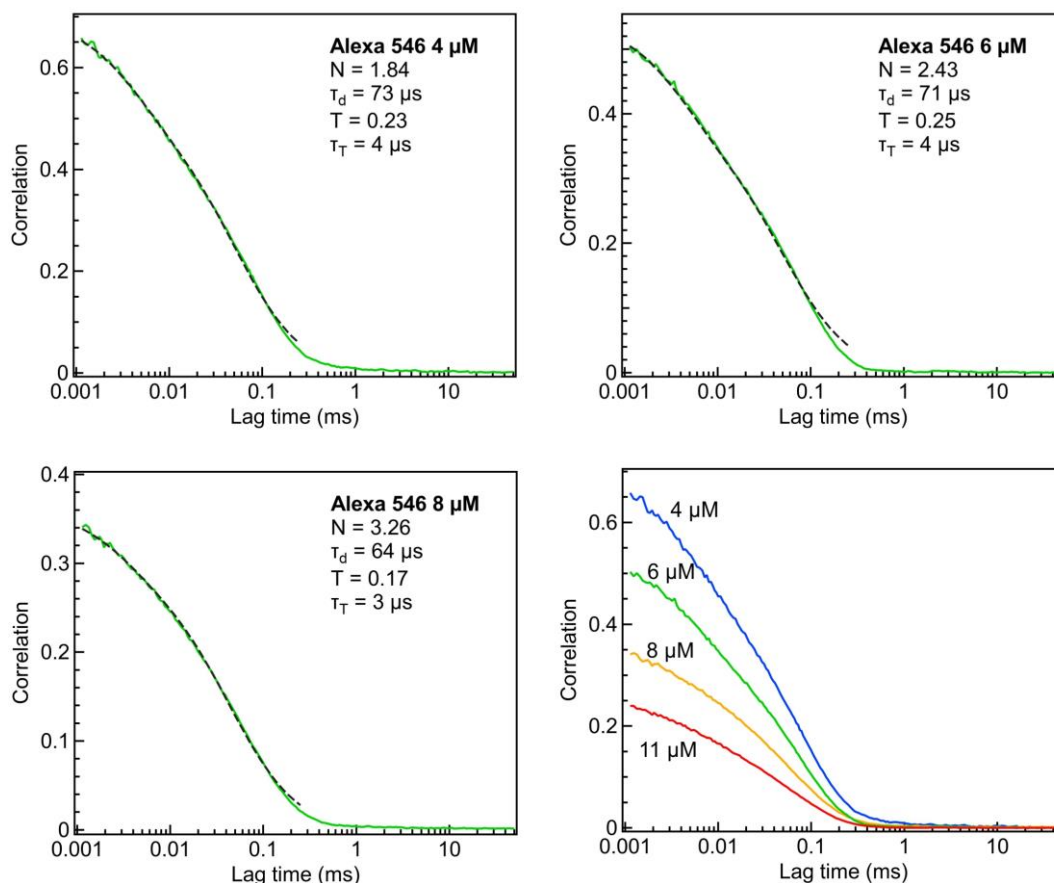 Alexa 546 4 µM
N = 1.84
τd = 73 µs
T = 0.23
τT = 4 µs
Correlation
0.6
0.4
0.2
0
0.001 0.01 0.1 1 10
Lag time (ms)
Alexa 546 6 µM
N = 2.43
τd = 71 µs
T = 0.25
τT = 4 µs
Correlation
0.4
0.2
0
0.001 0.01 0.1 1 10
Lag time (ms)
Alexa 546 8 µM
N = 3.26
τd = 64 µs
T = 0.17
τT = 3 µs
Correlation
0.4
0.3
0.2
0.1
0
0.001 0.01 0.1 1 10
Lag time (ms)
4 µM
6 µM
8 µM
11 µM
Correlation
0.6
0.4
0.2
0
0.001 0.01 0.1 1 10
Lag time (ms)